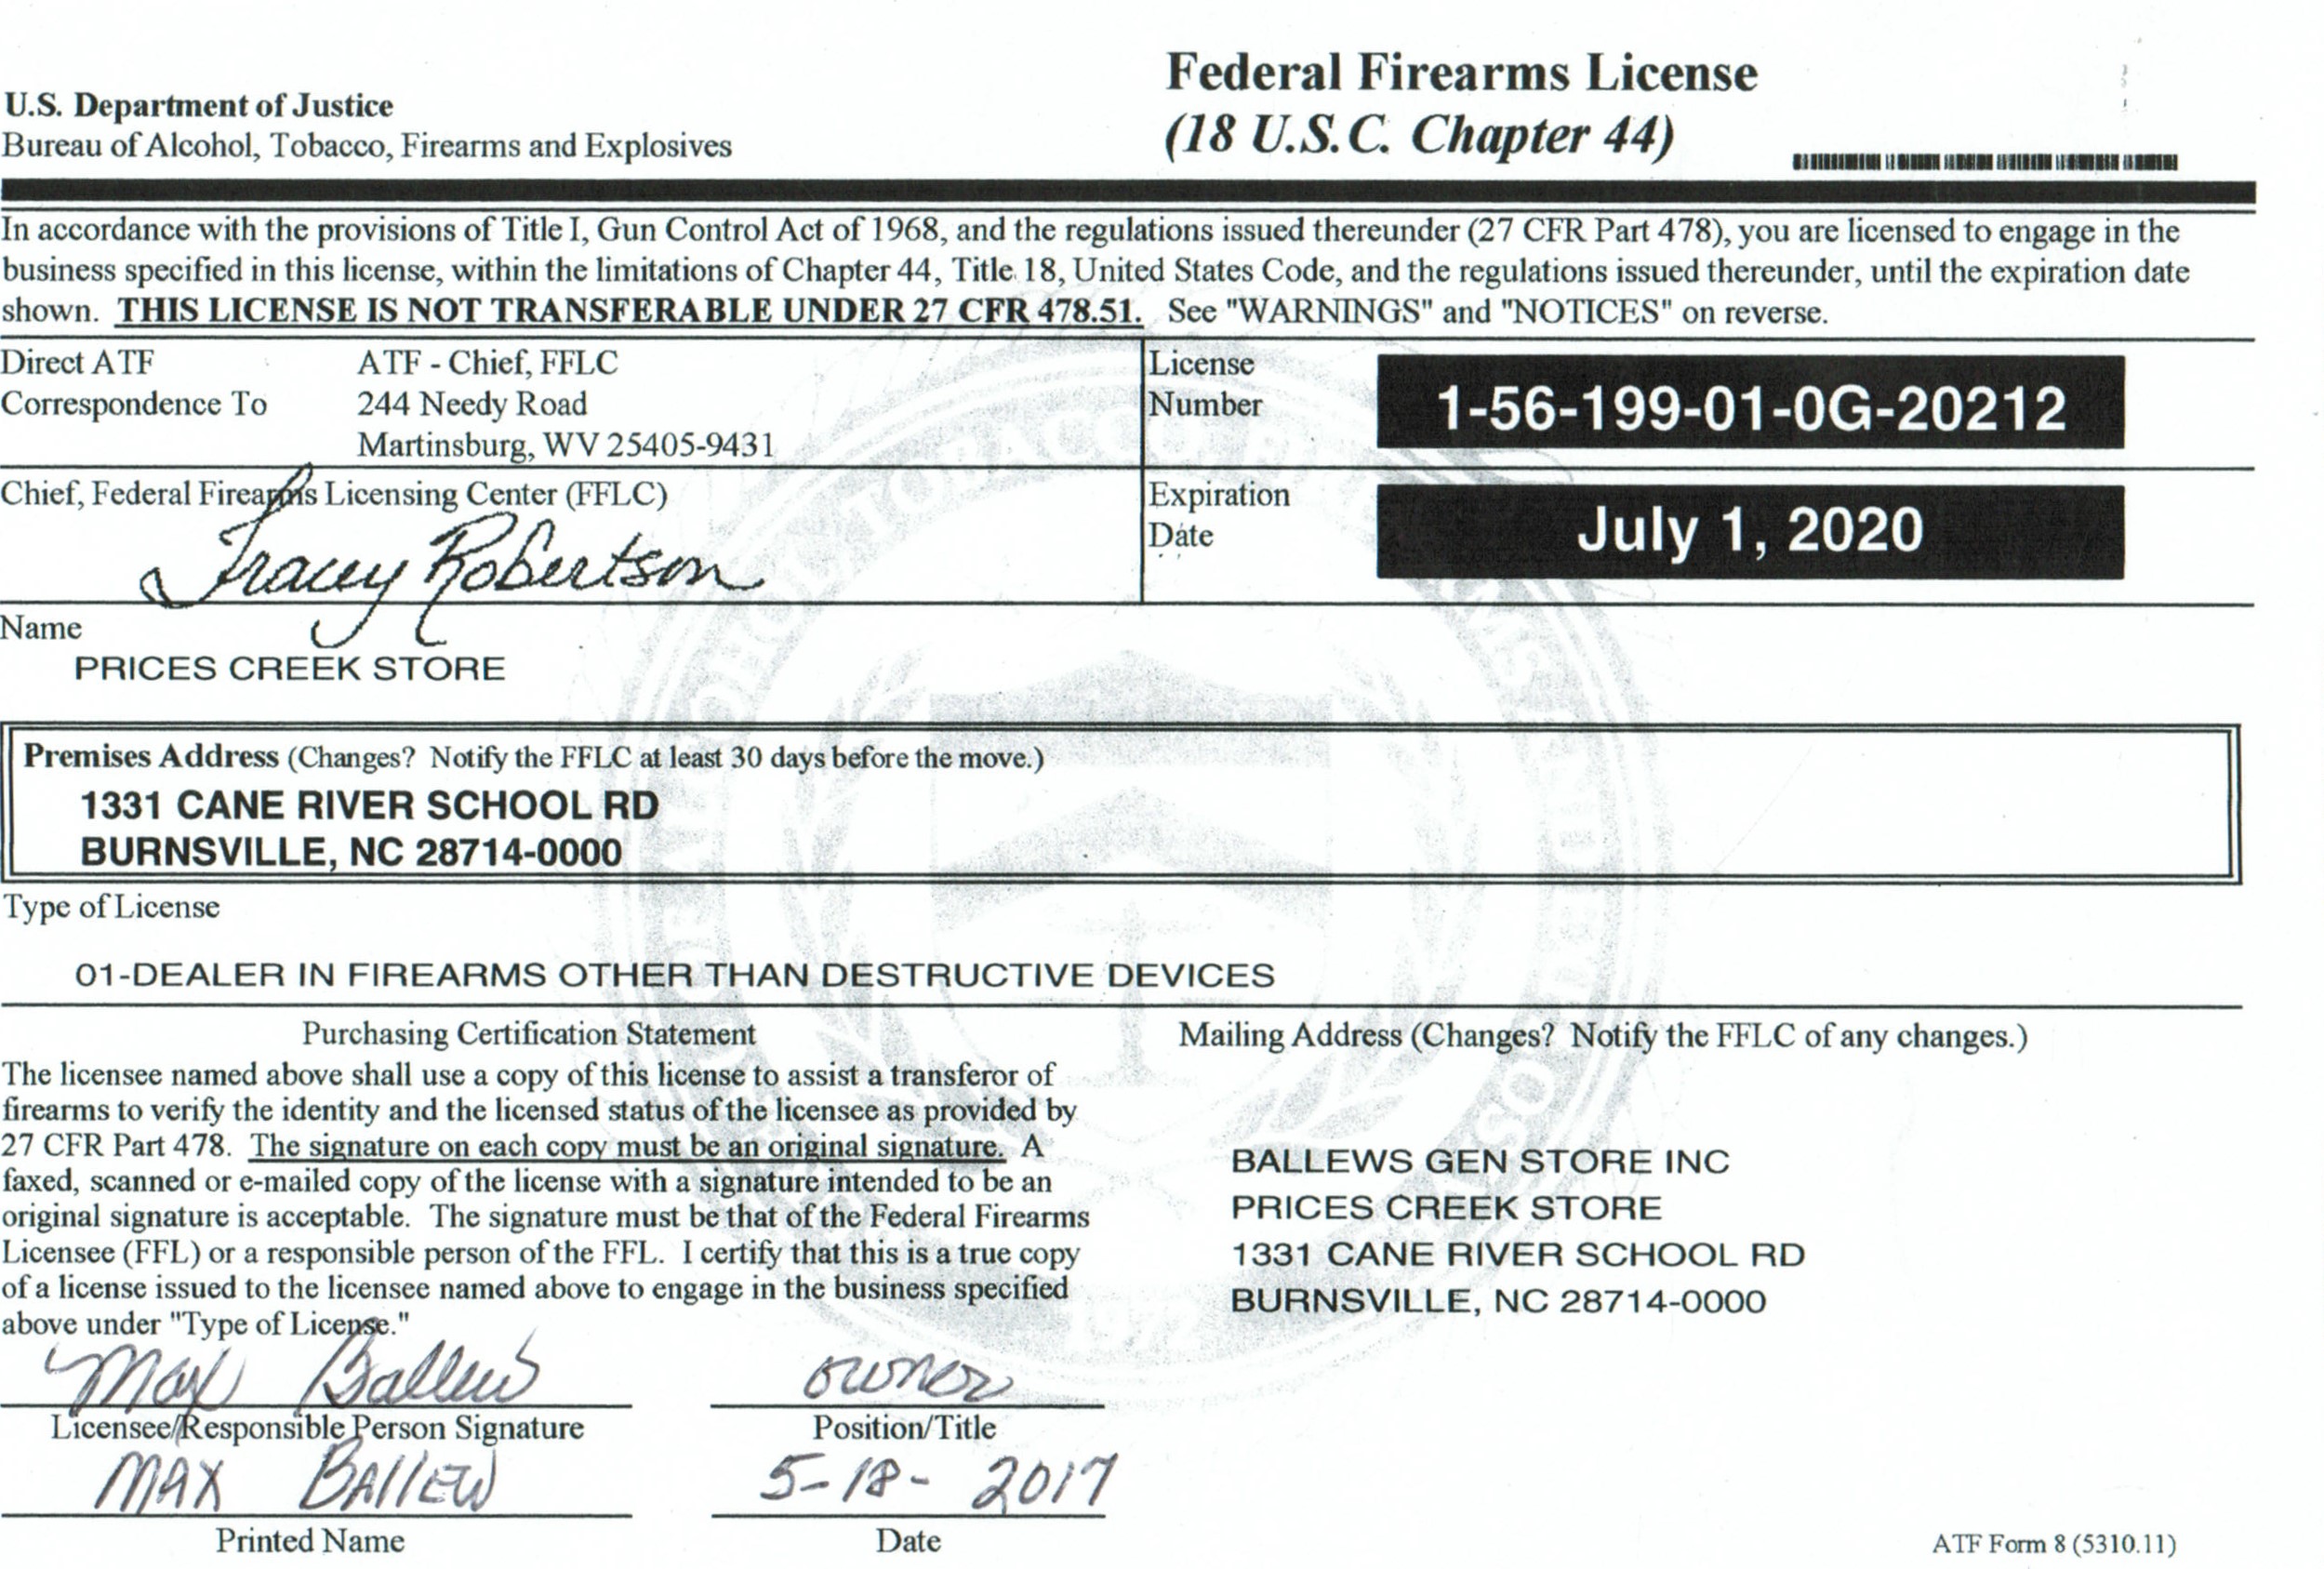 U.S. Department of Justice
Bureau of Alcohol, Tobacco, Firearms and Explosives
Federal Firearms License
(18 U.S.C. Chapter 44)
In accordance with the provisions of Title I, Gun Control Act of 1968, and the regulations issued thereunder (27 CFR Part 478), you are licensed to engage in the
business specified in this license, within the limitations of Chapter 44, Title 18, United States Code, and the regulations issued thereunder, until the expiration date
shown. THIS LICENSE IS NOT TRANSFERABLE UNDER 27 CFR 478.51. See "WARNINGS" and "NOTICES" on reverse.
Direct ATF
Correspondence To
ATF - Chief, FFLC
244 Needy Road
Martinsburg, WV 25405-9431
License
Number
1-56-199-01-0G-20212
Chief, Federal Firearms Licensing Center (FFLC)
Tracey Robertson
Expiration
Date
July 1, 2020
Name
PRICES CREEK STORE
Premises Address (Changes? Notify the FFLC at least 30 days before the move.)
1331 CANE RIVER SCHOOL RD
BURNSVILLE, NC 28714-0000
Type of License
01-DEALER IN FIREARMS OTHER THAN DESTRUCTIVE DEVICES
Purchasing Certification Statement
The licensee named above shall use a copy of this license to assist a transferor of
firearms to verify the identity and the licensed status of the licensee as provided by
27 CFR Part 478. The signature on each copy must be an original signature. A
faxed, scanned or e-mailed copy of the license with a signature intended to be an
original signature is acceptable. The signature must be that of the Federal Firearms
Licensee (FFL) or a responsible person of the FFL. I certify that this is a true copy
of a license issued to the licensee named above to engage in the business specified
above under "Type of License."
Mailing Address (Changes? Notify the FFLC of any changes.)
BALLEWS GEN STORE INC
PRICES CREEK STORE
1331 CANE RIVER SCHOOL RD
BURNSVILLE, NC 28714-0000
Max Ballew
Licensee/Responsible Person Signature
owner
Position/Title
MAX BAllEW
Printed Name
5-18-2017
Date
ATF Form 8 (5310.11)